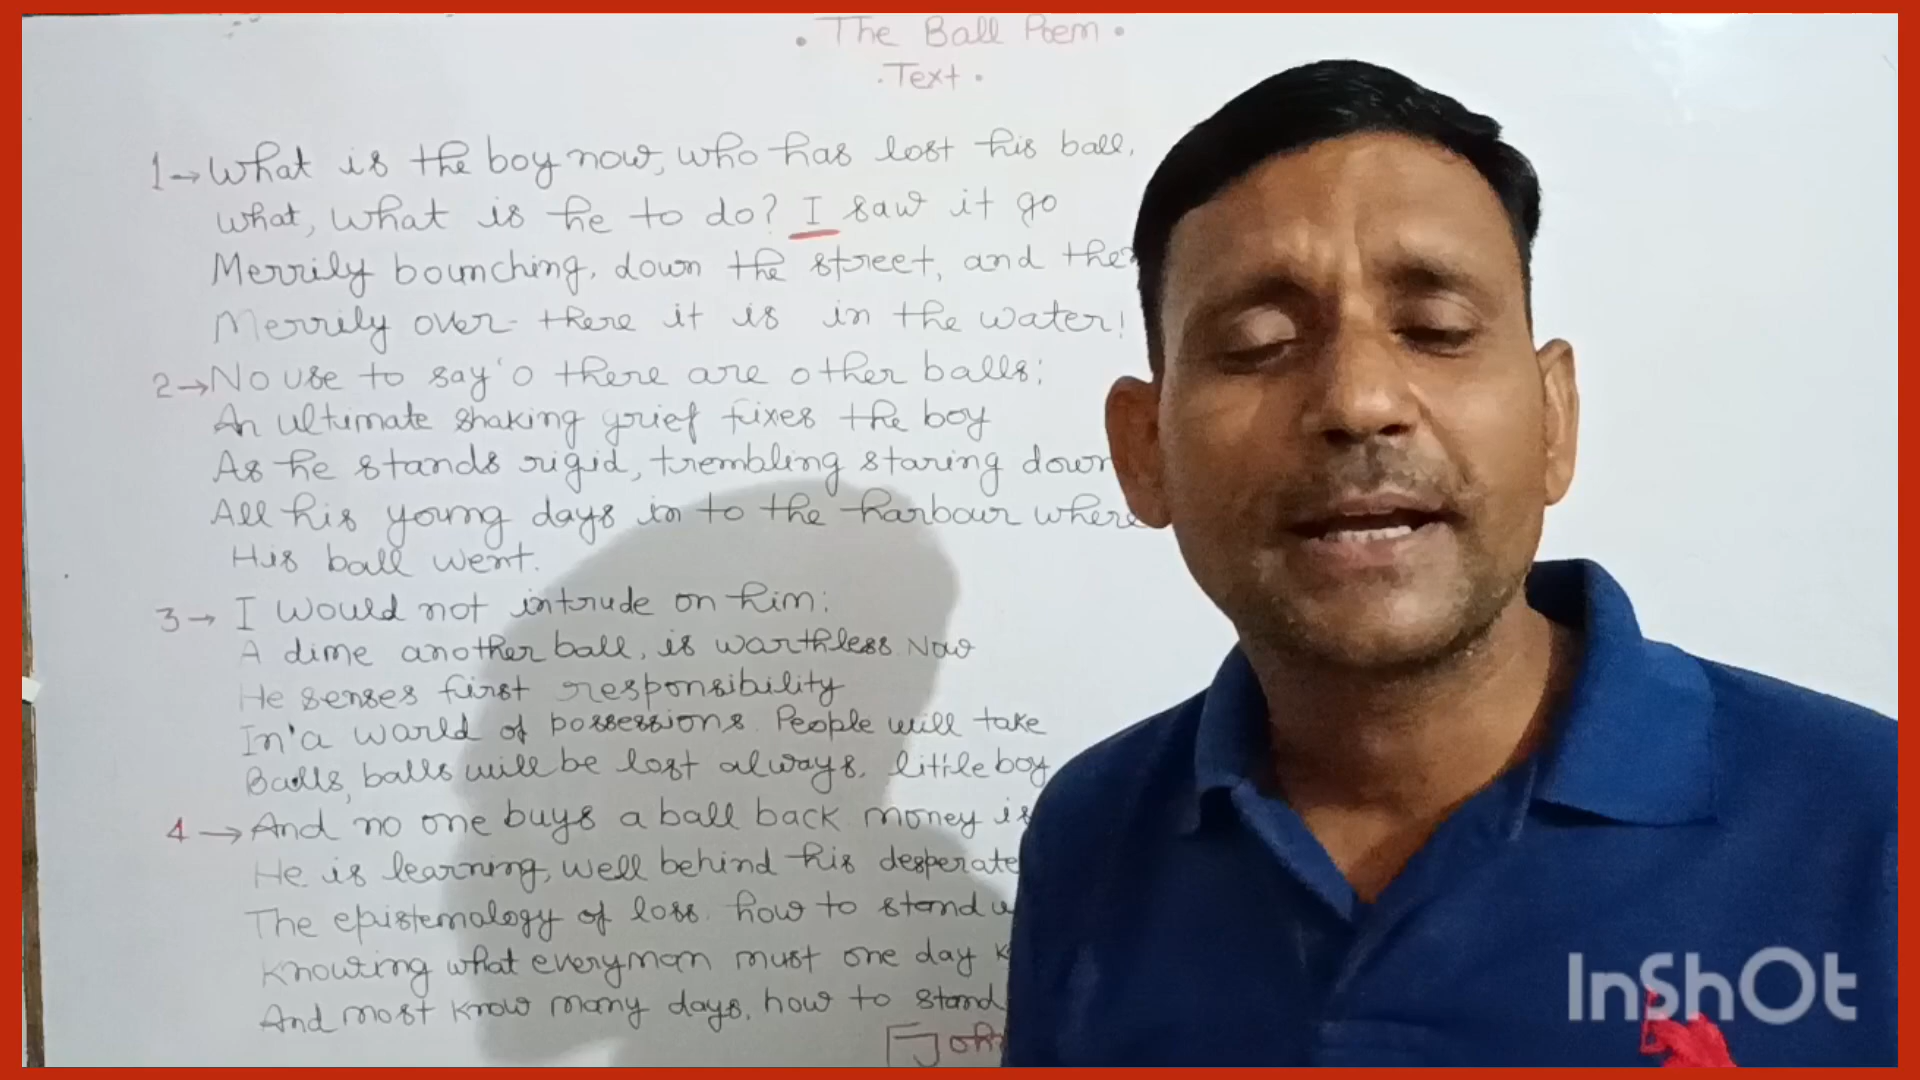 • The Ball Poem •
• Text •
1→ What is the boy now, who has lost his ball,
what, what is he to do? I saw it go
Merrily bounching, down the street, and then
Merrily over- there it is in the water!
2→ No use to say 'o there are other balls;
An ultimate shaking grief fixes the boy
As he stands rigid, trembling staring down
All his young days in to the harbour where
His ball went.
3→ I would not intrude on him:
A dime another ball, is warthless. Now
He senses first responsibility
In'a warld of possessions. People will take
Balls, balls will be lost always, little boy
4→ And no one buys a ball back money is
He is learning, well behind his desperate
The epistemalogy of loss. how to stand
Knowing what everyman must one day
And most know many days, how to stand
John
InShOt